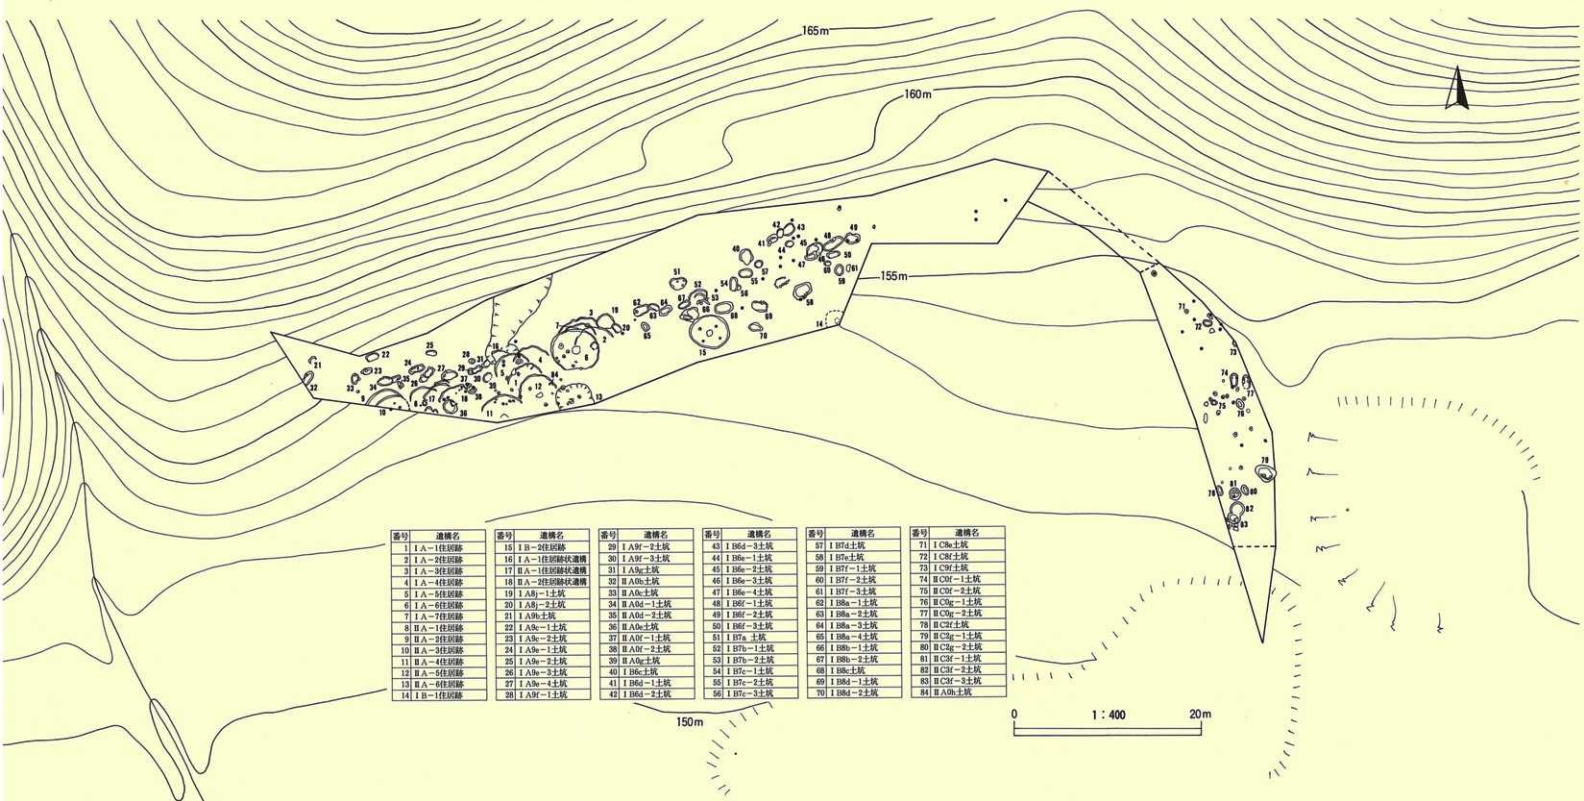 165m
160m
155m
番号 遺構名
1 ⅠA－1住居跡
2 ⅠA－2住居跡
3 ⅠA－3住居跡
4 ⅠA－4住居跡
5 ⅠA－5住居跡
6 ⅠA－6住居跡
7 ⅠA－7住居跡
8 ⅡA－1住居跡
9 ⅡA－2住居跡
10 ⅡA－3住居跡
11 ⅡA－4住居跡
12 ⅡA－5住居跡
13 ⅡA－6住居跡
14 ⅠB－1住居跡
番号 遺構名
15 ⅠB－2住居跡
16 ⅠA－1住居跡状遺構
17 ⅡA－1住居跡状遺構
18 ⅡA－2住居跡状遺構
19 ⅠA8j－1土坑
20 ⅠA8j－2土坑
21 ⅠA9b土坑
22 ⅠA9c－1土坑
23 ⅠA9c－2土坑
24 ⅠA9e－1土坑
25 ⅠA9e－2土坑
26 ⅠA9e－3土坑
27 ⅠA9e－4土坑
28 ⅠA9f－1土坑
番号 遺構名
29 ⅠA9f－2土坑
30 ⅠA9f－3土坑
31 ⅠA9g土坑
32 ⅡA0b土坑
33 ⅡA0c土坑
34 ⅡA0d－1土坑
35 ⅡA0d－2土坑
36 ⅡA0e土坑
37 ⅡA0f－1土坑
38 ⅡA0f－2土坑
39 ⅡA0g土坑
40 ⅠB6c土坑
41 ⅠB6d－1土坑
42 ⅠB6d－2土坑
番号 遺構名
43 ⅠB6d－3土坑
44 ⅠB6e－1土坑
45 ⅠB6e－2土坑
46 ⅠB6e－3土坑
47 ⅠB6e－4土坑
48 ⅠB6f－1土坑
49 ⅠB6f－2土坑
50 ⅠB6f－3土坑
51 ⅠB7a 土坑
52 ⅠB7b－1土坑
53 ⅠB7b－2土坑
54 ⅠB7c－1土坑
55 ⅠB7c－2土坑
56 ⅠB7c－3土坑
番号 遺構名
57 ⅠB7d土坑
58 ⅠB7e土坑
59 ⅠB7f－1土坑
60 ⅠB7f－2土坑
61 ⅠB7f－3土坑
62 ⅠB8a－1土坑
63 ⅠB8a－2土坑
64 ⅠB8a－3土坑
65 ⅠB8a－4土坑
66 ⅠB8b－1土坑
67 ⅠB8b－2土坑
68 ⅠB8c土坑
69 ⅠB8d－1土坑
70 ⅠB8d－2土坑
番号 遺構名
71 ⅠC8e土坑
72 ⅠC8f土坑
73 ⅠC9f土坑
74 ⅡC0f－1土坑
75 ⅡC0f－2土坑
76 ⅡC0g－1土坑
77 ⅡC0g－2土坑
78 ⅡC2f土坑
79 ⅡC2g－1土坑
80 ⅡC2g－2土坑
81 ⅡC3f－1土坑
82 ⅡC3f－2土坑
83 ⅡC3f－3土坑
84 ⅡA0h土坑
150m
0 1:400 20m